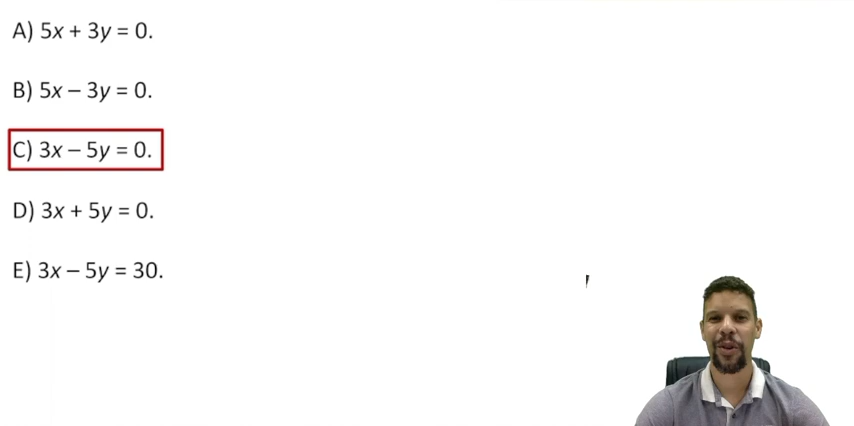 A) 5x + 3y = 0.
B) 5x − 3y = 0.
C) 3x − 5y = 0.
D) 3x + 5y = 0.
E) 3x − 5y = 30.